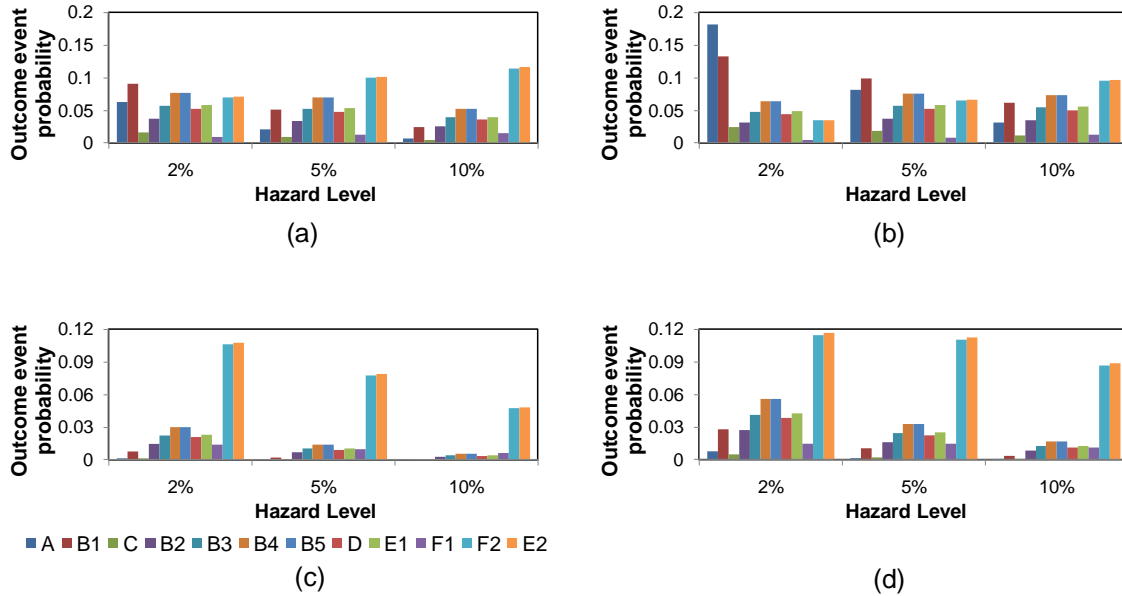 Outcome event probability
0.2
0.15
0.1
0.05
0
2%
5%
10%
Hazard Level
(a)
Outcome event probability
0.2
0.15
0.1
0.05
0
2%
5%
10%
Hazard Level
(b)
Outcome event probability
0.12
0.09
0.06
0.03
0
2%
5%
10%
Hazard Level
A B1 C B2 B3 B4 B5 D E1 F1 F2 E2
(c)
Outcome event probability
0.12
0.09
0.06
0.03
0
2%
5%
10%
Hazard Level
(d)